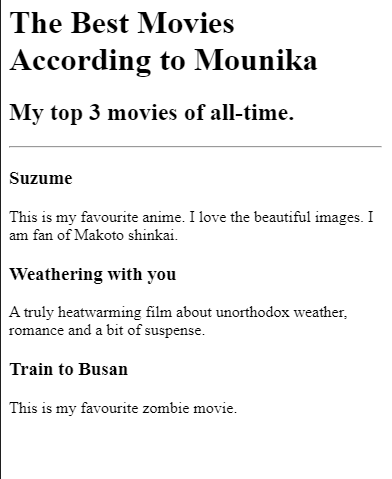 The Best Movies
According to Mounika
My top 3 movies of all-time.
Suzume
This is my favourite anime. I love the beautiful images. I
am fan of Makoto shinkai.
Weathering with you
A truly heatwarming film about unorthodox weather,
romance and a bit of suspense.
Train to Busan
This is my favourite zombie movie.